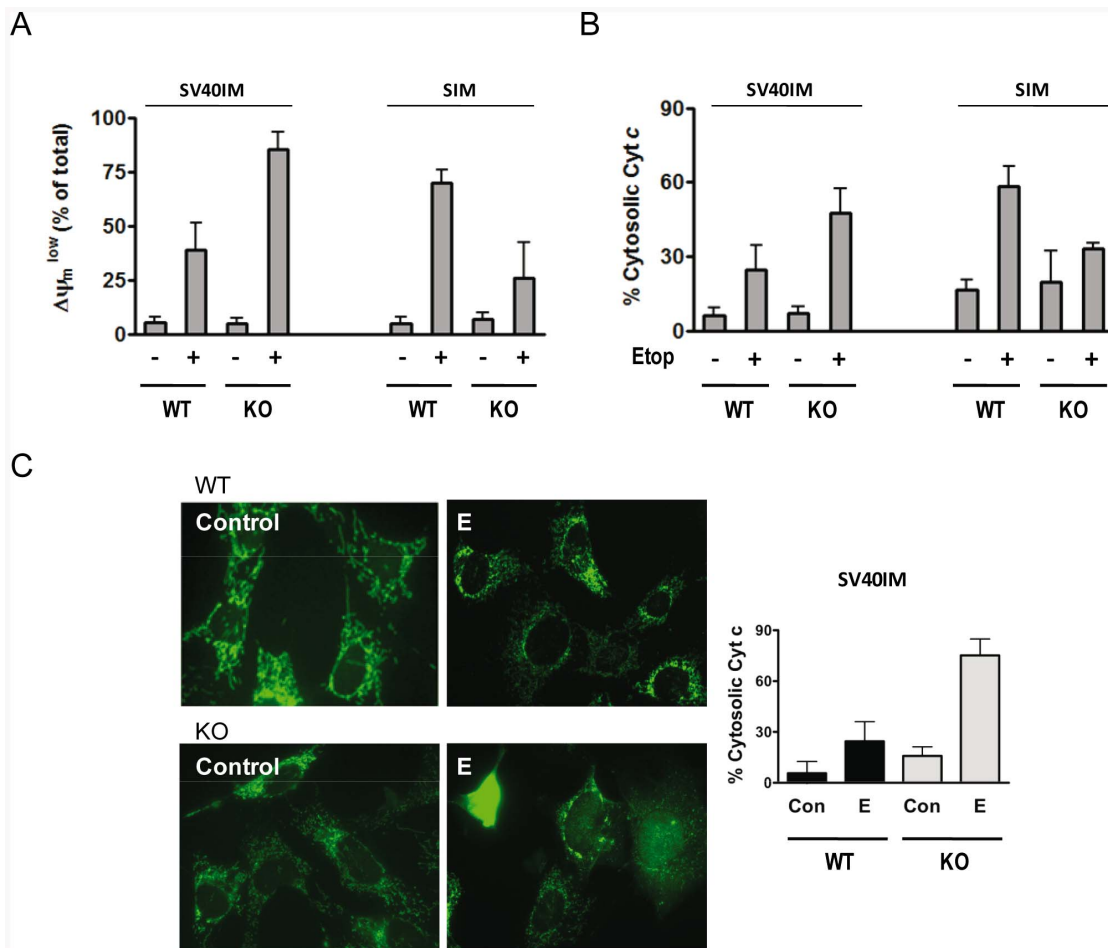 A
SV40IM
SIM
Δψm low (% of total)
100
75
50
25
0
- + - + - + - +
WT KO WT KO
B
SV40IM
SIM
% Cytosolic Cyt c
90
60
30
0
Etop - + - + - + - +
WT KO WT KO
C
WT
Control
E
KO
Control
E
SV40IM
% Cytosolic Cyt c
90
60
30
0
Con E Con E
WT KO